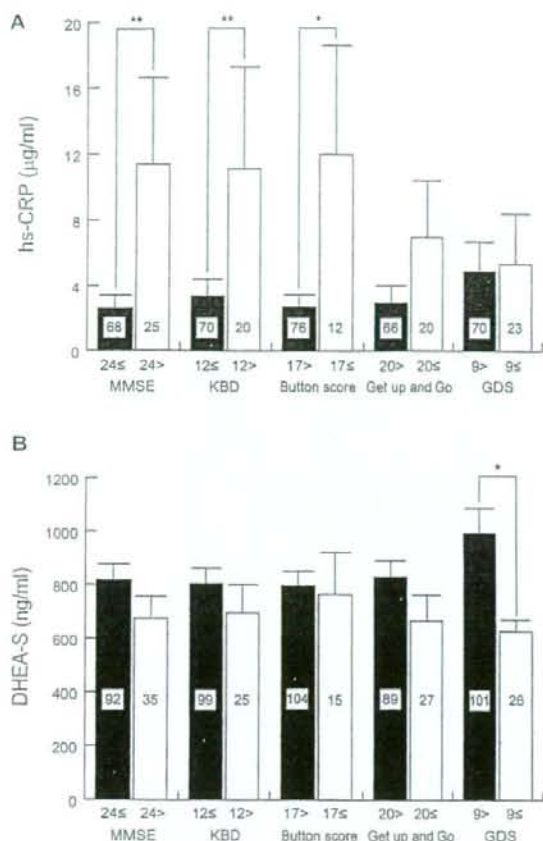 A
** ** *
20
16
12
8
4
0
hs-CRP (μg/ml)
68 25 70 20 76 12 66 20 70 23
24≤ 24> 12≤ 12> 17> 17≤ 20> 20≤ 9> 9≤
MMSE KBD Button score Get up and Go GDS
B
*
1200
1000
800
600
400
200
0
DHEA-S (ng/ml)
92 35 99 25 104 15 89 27 101 26
24≤ 24> 12≤ 12> 17> 17≤ 20> 20≤ 9> 9≤
MMSE KBD Button score Get up and Go GDS